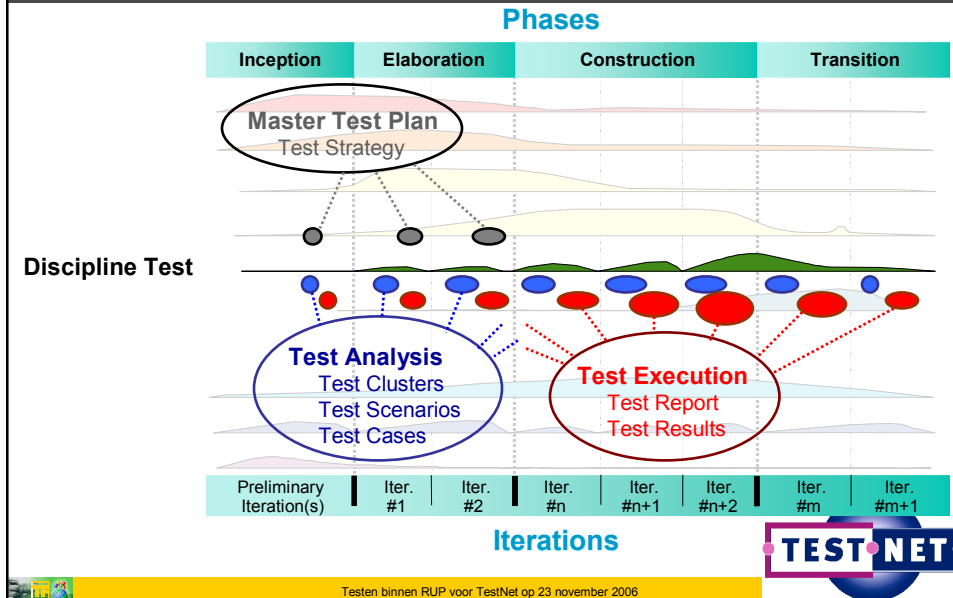 Phases
Inception Elaboration Construction Transition
Master Test Plan
Test Strategy
Discipline Test
Test Analysis
Test Clusters
Test Scenarios
Test Cases
Test Execution
Test Report
Test Results
Preliminary Iteration(s) Iter. #1 Iter. #2 Iter. #n Iter. #n+1 Iter. #n+2 Iter. #m Iter. #m+1
Iterations
TEST NET
Testen binnen RUP voor TestNet op 23 november 2006